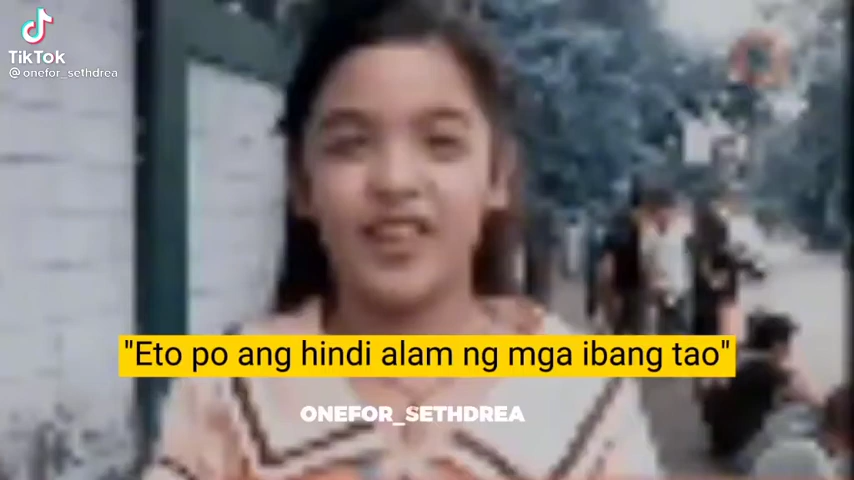 TikTok
@onefor_sethdrea
"Eto po ang hindi alam ng mga ibang tao"
ONEFOR_SETHDREA